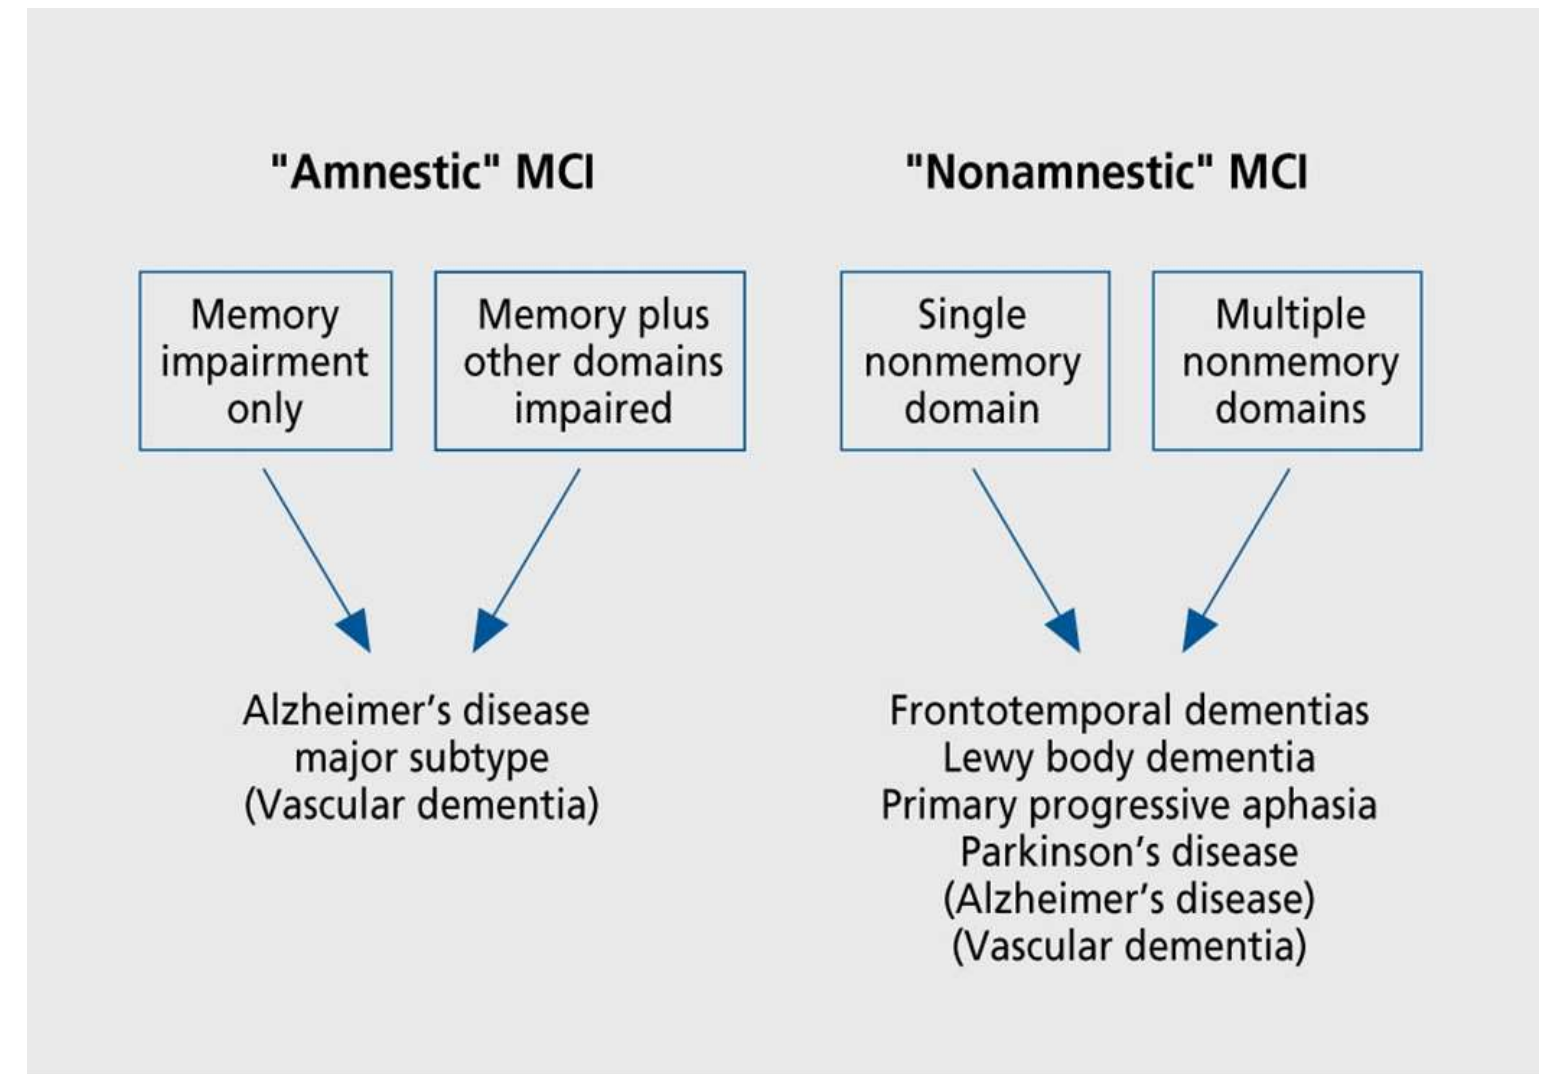 "Amnestic" MCI
Memory
impairment
only
Memory plus
other domains
impaired
Alzheimer's disease
major subtype
(Vascular dementia)
"Nonamnestic" MCI
Single
nonmemory
domain
Multiple
nonmemory
domains
Frontotemporal dementias
Lewy body dementia
Primary progressive aphasia
Parkinson's disease
(Alzheimer's disease)
(Vascular dementia)